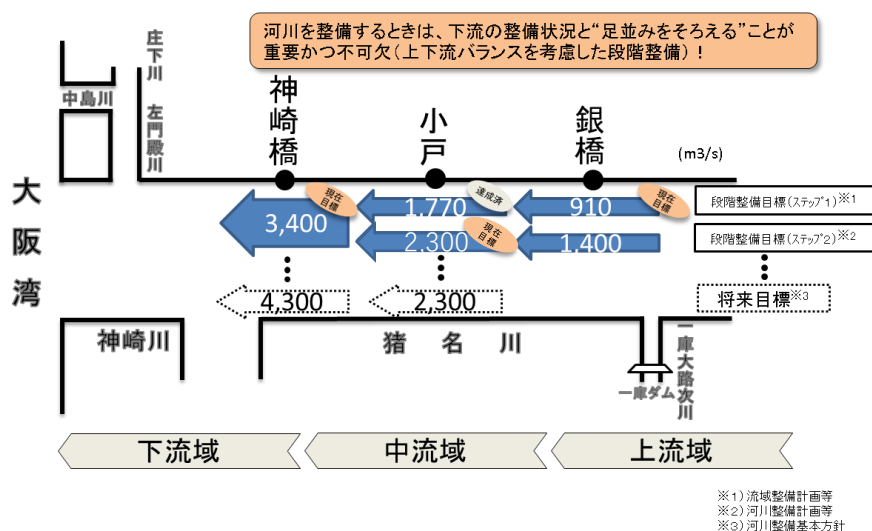 河川を整備するときは、下流の整備状況と“足並みをそろえる”ことが
重要かつ不可欠(上下流バランスを考慮した段階整備)！
庄下川
中島川
左門殿川
神崎橋
小戸
銀橋
(m3/s)
大阪湾
現在目標
達成済
現在目標
3,400
1,770
910
段階整備目標(ステップ1)※1
現在目標
2,300
1,400
段階整備目標(ステップ2)※2
4,300
2,300
将来目標※3
神崎川
猪名川
一庫大路次川
一庫ダム
下流域
中流域
上流域
※1)流域整備計画等
※2)河川整備計画等
※3)河川整備基本方針